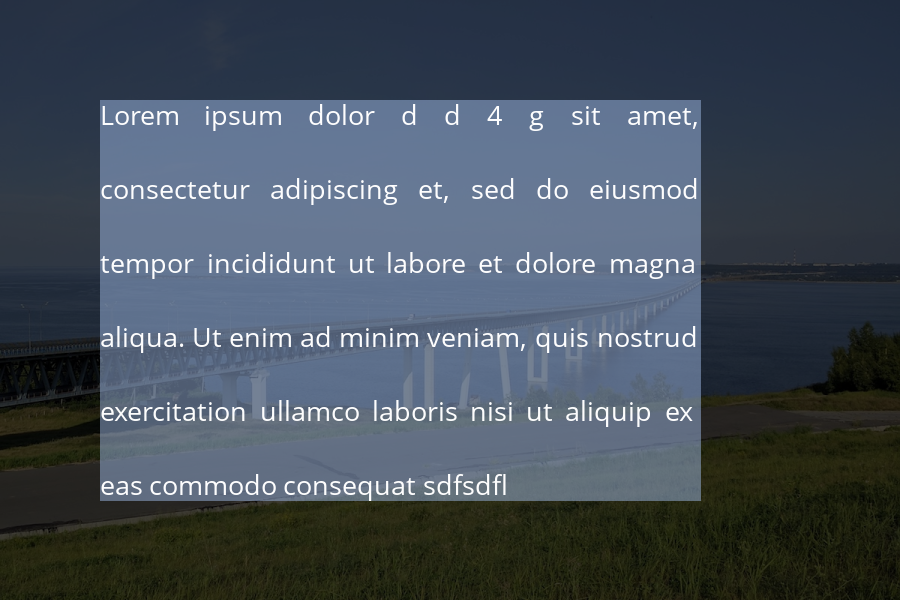 Lorem ipsum dolor d d 4 g sit amet,
consectetur adipiscing et, sed do eiusmod
tempor incididunt ut labore et dolore magna
aliqua. Ut enim ad minim veniam, quis nostrud
exercitation ullamco laboris nisi ut aliquip ex
eas commodo consequat sdfsdfl